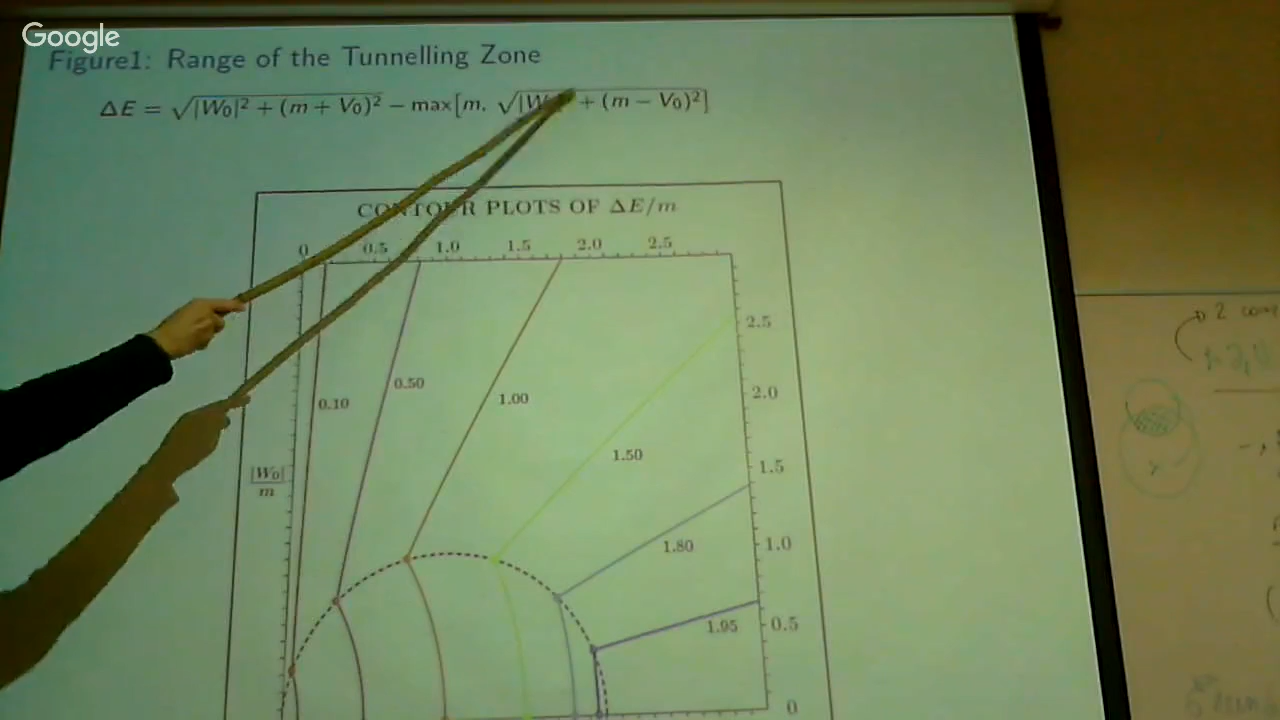 Google
Figure1: Range of the Tunnelling Zone
ΔE = √|W₀|² + (m + V₀)² − max[m, √|W + (m − V₀)²]
CONTOUR PLOTS OF ΔE/m
0 0.5 1.0 1.5 2.0 2.5
2.5
0.50
2.0
1.00
0.10
1.50
1.5
|W₀|
m
1.80
1.0
1.95
0.5
0
2